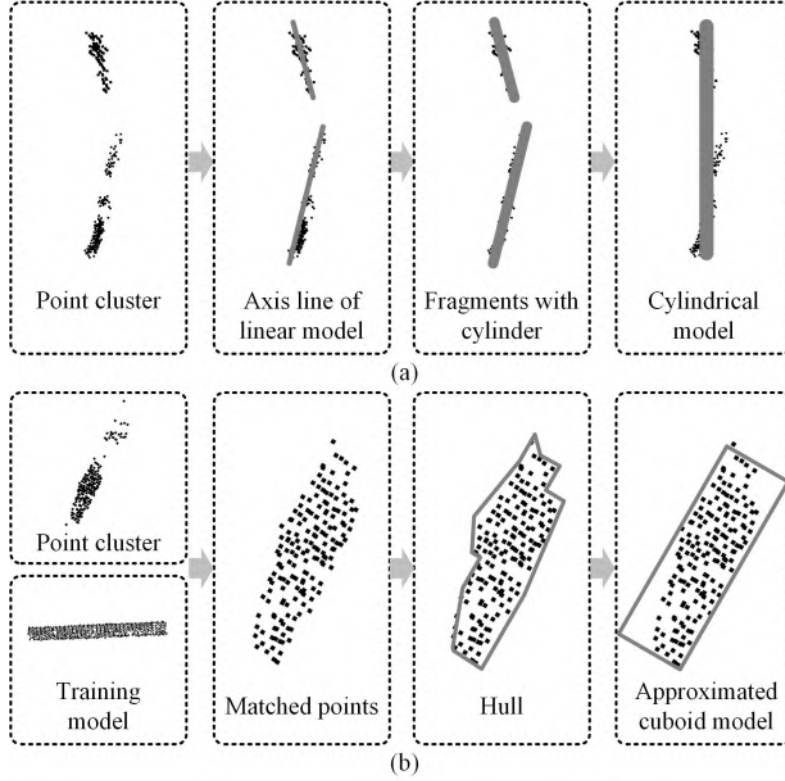 Point cluster
Axis line of
linear model
Fragments with
cylinder
Cylindrical
model
(a)
Point cluster
Training
model
Matched points
Hull
Approximated
cuboid model
(b)